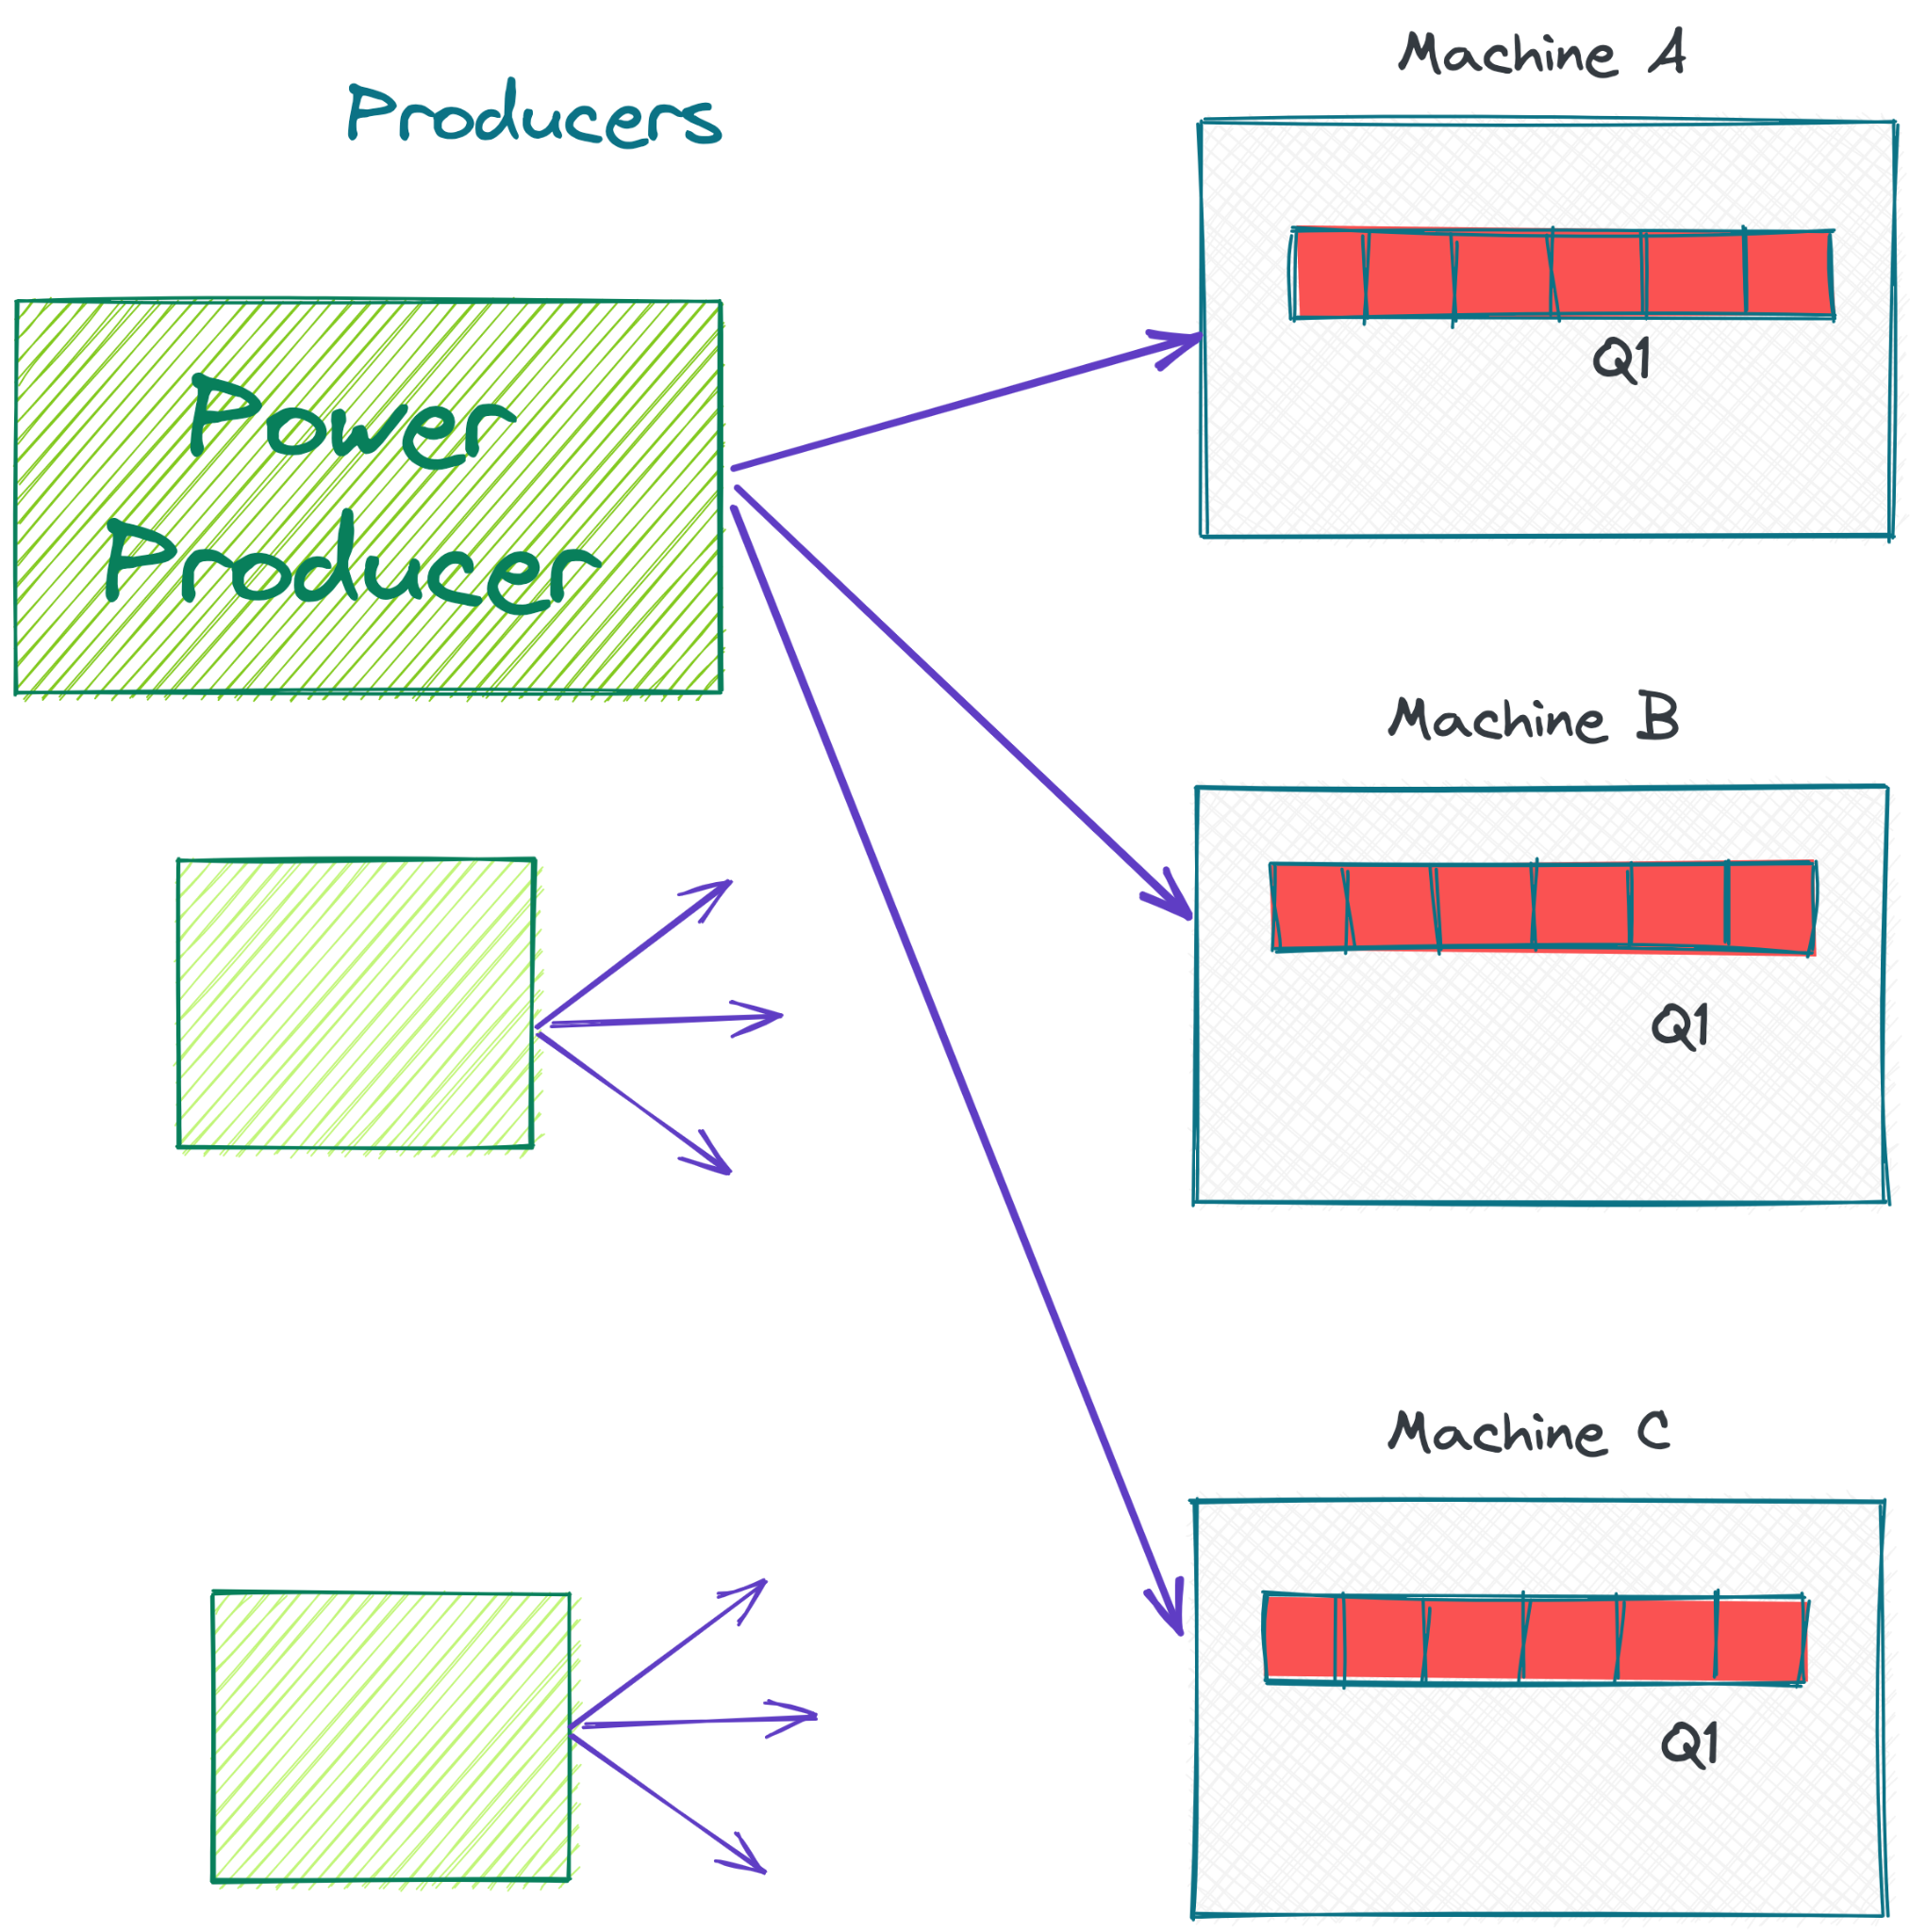 Producers
Machine A
Q1
Power
Producer
Machine B
Q1
Machine C
Q1